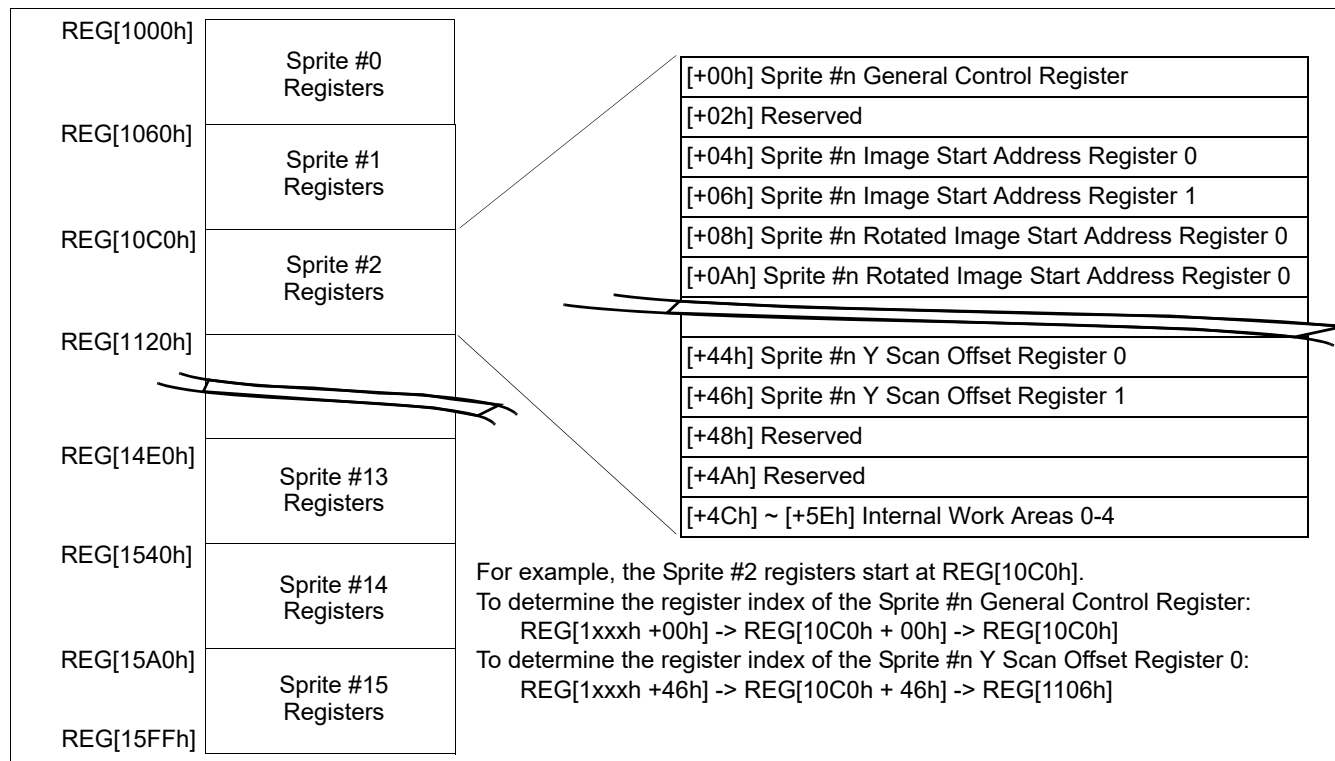 REG[1000h]
Sprite #0
Registers
REG[1060h]
Sprite #1
Registers
REG[10C0h]
Sprite #2
Registers
REG[1120h]
REG[14E0h]
Sprite #13
Registers
REG[1540h]
Sprite #14
Registers
REG[15A0h]
Sprite #15
Registers
REG[15FFh]
[+00h] Sprite #n General Control Register
[+02h] Reserved
[+04h] Sprite #n Image Start Address Register 0
[+06h] Sprite #n Image Start Address Register 1
[+08h] Sprite #n Rotated Image Start Address Register 0
[+0Ah] Sprite #n Rotated Image Start Address Register 0
[+44h] Sprite #n Y Scan Offset Register 0
[+46h] Sprite #n Y Scan Offset Register 1
[+48h] Reserved
[+4Ah] Reserved
[+4Ch] ~ [+5Eh] Internal Work Areas 0-4
For example, the Sprite #2 registers start at REG[10C0h].
To determine the register index of the Sprite #n General Control Register:
REG[1xxxh +00h] -> REG[10C0h + 00h] -> REG[10C0h]
To determine the register index of the Sprite #n Y Scan Offset Register 0:
REG[1xxxh +46h] -> REG[10C0h + 46h] -> REG[1106h]